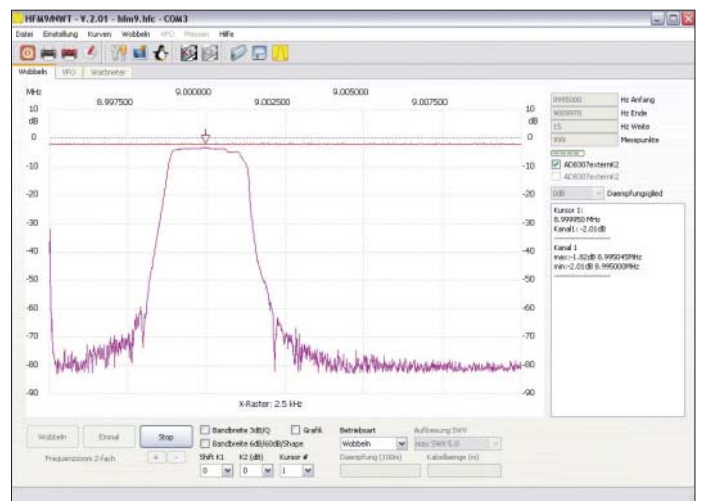 HFM9/NWT - V.2.01 - hfm9.hfc - COM3
Datei Einstellung Kurven Wobbeln VFO Messen Hilfe
Wobbeln VFO Wattmeter
MHz 8.997500 9.000000 9.002500 9.005000 9.007500
10 10
dB dB
0 0
-10 -10
-20 -20
-30 -30
-40 -40
-50 -50
-60 -60
-70 -70
-80 -80
-90 -90
X-Raster: 2.5 kHz
8995000 Hz Anfang
Hz Ende
15 Hz Weite
999 Messpunkte
AD8307externK2
AD8307externK2
0dB Daempfungsglied
Kursor 1:
8.999950 MHz
Kanal1: -2.01dB
--------------------
Kanal 1
max:-1.82dB 8.995045MHz
min:-2.01dB 8.995000MHz
--------------------
Wobbeln Einmal Stop
Frequenzzoom 2-fach + -
Bandbreite 3dB/Q Grafik
Bandbreite 6dB/60dB/Shape
Shift K1 K2 (dB) Kursor #
0 0 1
Betriebsart Aufloesung SWV
Wobbeln max SWV 5.0
Daempfung (100m) Kabellaenge (m)